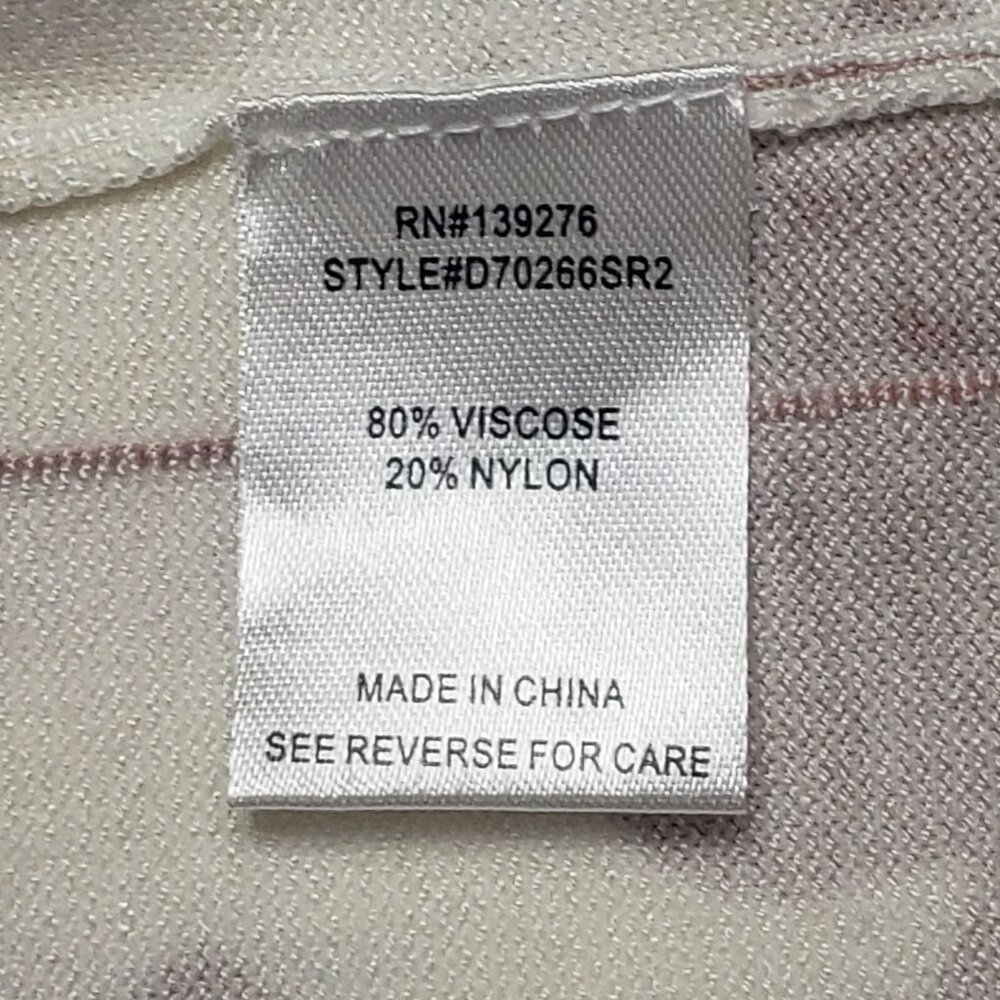 RN#139276
STYLE#D70266SR2
80% VISCOSE
20% NYLON
MADE IN CHINA
SEE REVERSE FOR CARE